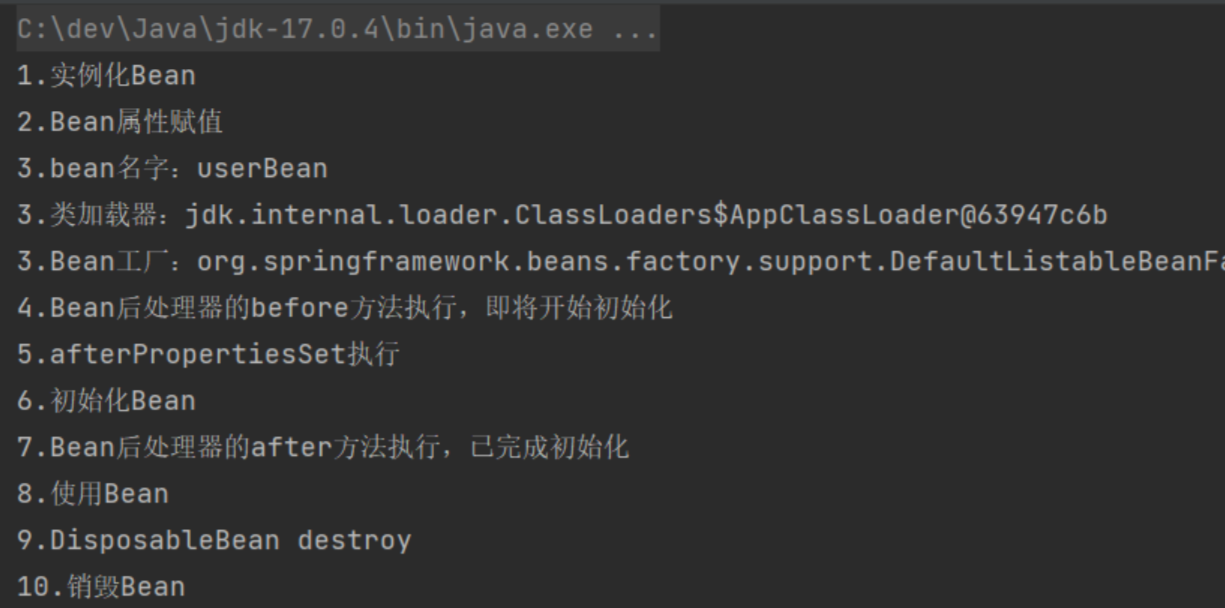 C:\dev\Java\jdk-17.0.4\bin\java.exe ...
1.实例化Bean
2.Bean属性赋值
3.bean名字：userBean
3.类加载器：jdk.internal.loader.ClassLoaders$AppClassLoader@63947c6b
3.Bean工厂：org.springframework.beans.factory.support.DefaultListableBeanFa
4.Bean后处理器的before方法执行，即将开始初始化
5.afterPropertiesSet执行
6.初始化Bean
7.Bean后处理器的after方法执行，已完成初始化
8.使用Bean
9.DisposableBean destroy
10.销毁Bean